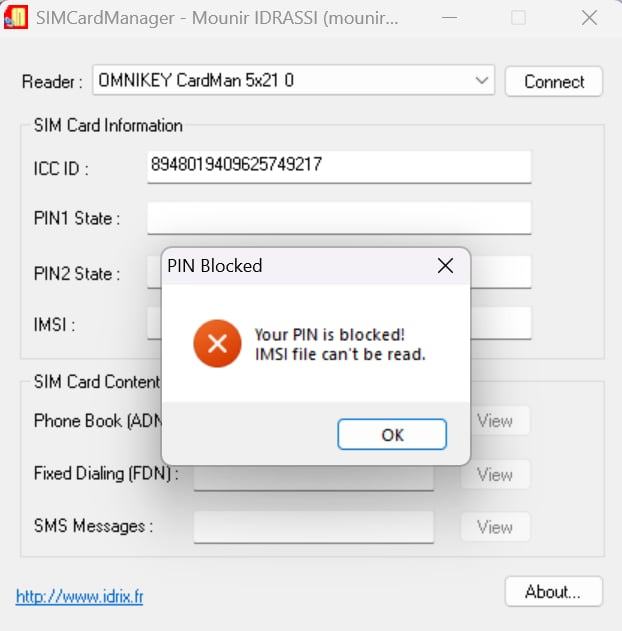 SIMCardManager - Mounir IDRASSI (mounir...
Reader : OMNIKEY CardMan 5x21 0 Connect
SIM Card Information
ICC ID : 8948019409625749217
PIN1 State :
PIN Blocked
PIN2 State :
IMSI :
Your PIN is blocked!
IMSI file can't be read.
SIM Card Content
Phone Book (ADN View
OK
Fixed Dialing (FDN) : View
SMS Messages : View
http://www.idrix.fr About...